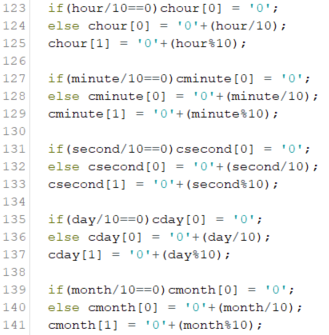 123 if(hour/10==0)chour[0] = '0';
124 else chour[0] = '0'+(hour/10);
125 chour[1] = '0'+(hour%10);
126
127 if(minute/10==0)cminute[0] = '0';
128 else cminute[0] = '0'+(minute/10);
129 cminute[1] = '0'+(minute%10);
130
131 if(second/10==0)csecond[0] = '0';
132 else csecond[0] = '0'+(second/10);
133 csecond[1] = '0'+(second%10);
134
135 if(day/10==0)cday[0] = '0';
136 else cday[0] = '0'+(day/10);
137 cday[1] = '0'+(day%10);
138
139 if(month/10==0)cmonth[0] = '0';
140 else cmonth[0] = '0'+(month/10);
141 cmonth[1] = '0'+(month%10);